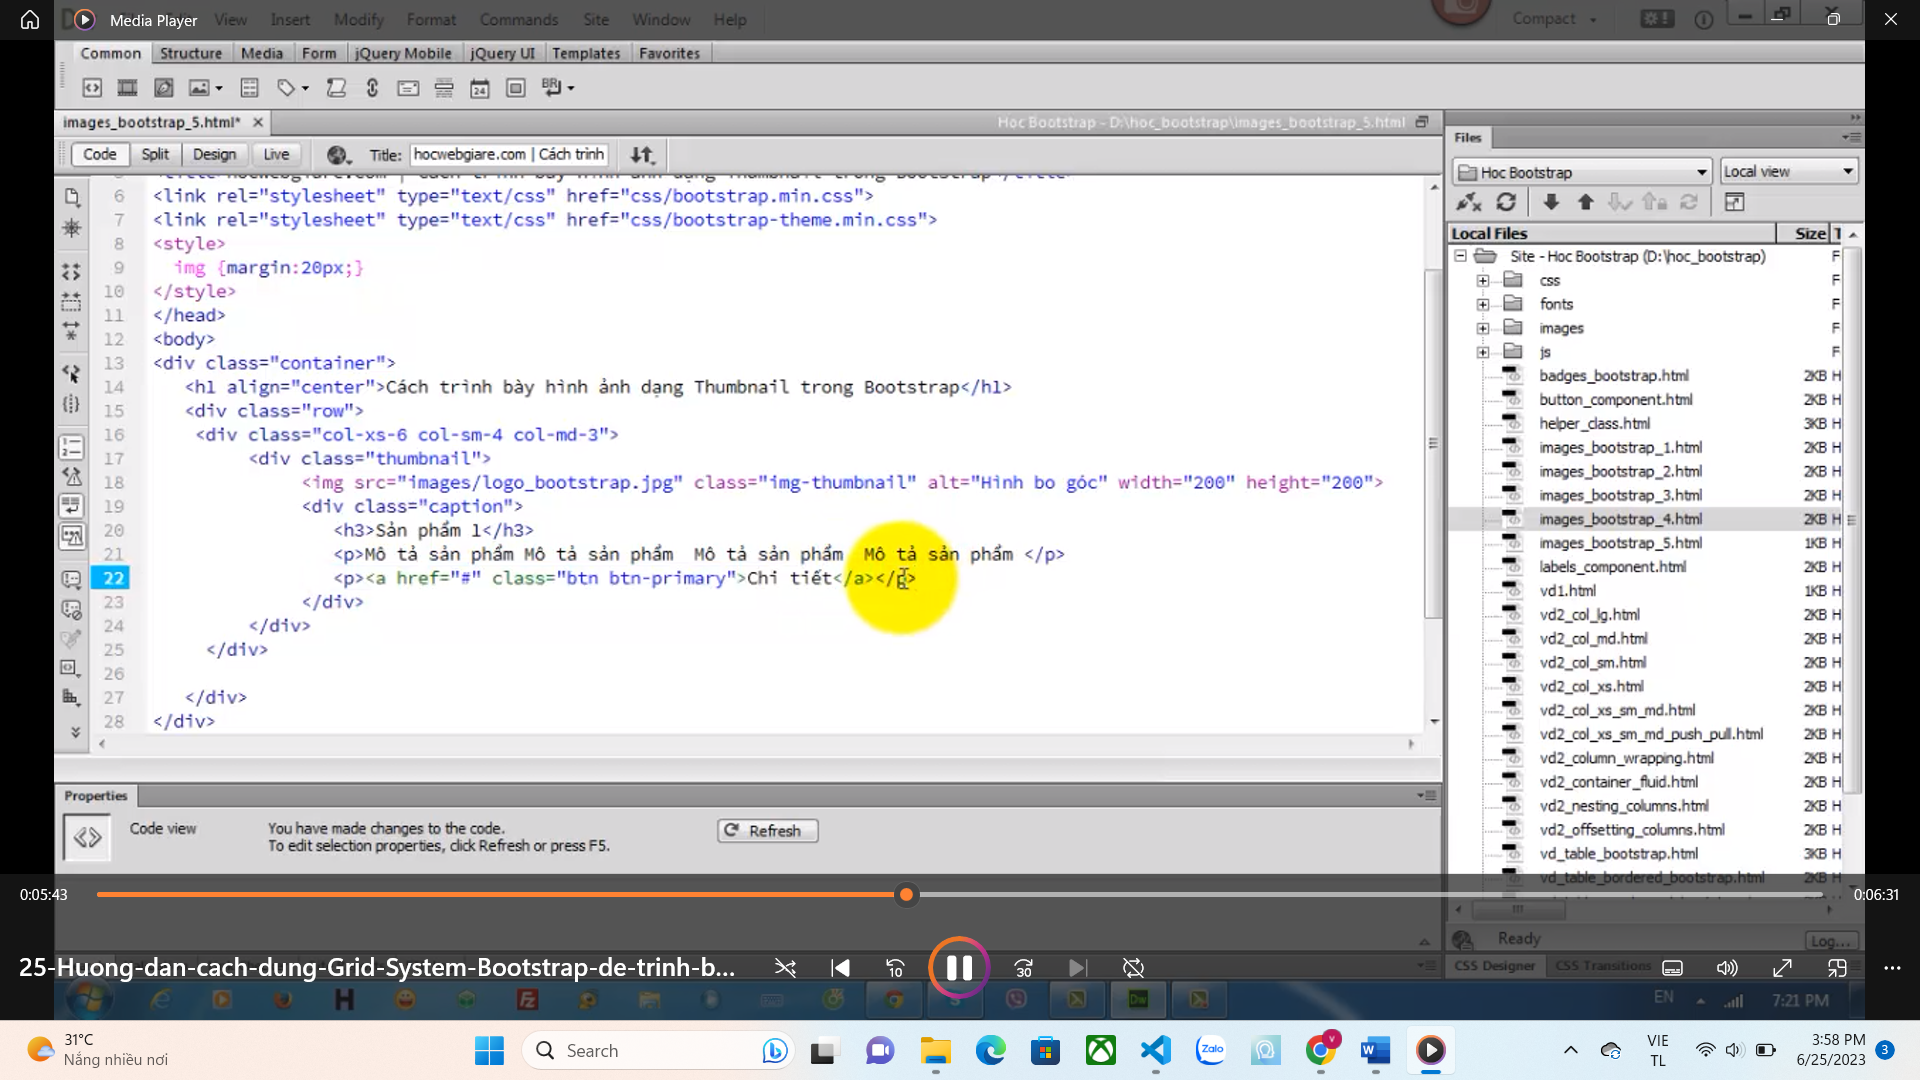 Media Player
View Insert Modify Format Commands Site Window Help
Compact
Common Structure Media Form jQuery Mobile jQuery UI Templates Favorites
images_bootstrap_5.html*
Hoc Bootstrap - D:\hoc_bootstrap\images_bootstrap_5.html
Code Split Design Live Title: hocwebgiare.com | Cách trình
6 <link rel="stylesheet" type="text/css" href="css/bootstrap.min.css">
7 <link rel="stylesheet" type="text/css" href="css/bootstrap-theme.min.css">
8 <style>
9 img {margin:20px;}
10 </style>
11 </head>
12 <body>
13 <div class="container">
14 <h1 align="center">Cách trình bày hình ảnh dạng Thumbnail trong Bootstrap</h1>
15 <div class="row">
16 <div class="col-xs-6 col-sm-4 col-md-3">
17 <div class="thumbnail">
18 <img src="images/logo_bootstrap.jpg" class="img-thumbnail" alt="Hình bo góc" width="200" height="200">
19 <div class="caption">
20 <h3>Sản phẩm 1</h3>
21 <p>Mô tả sản phẩm Mô tả sản phẩm Mô tả sản phẩm Mô tả sản phẩm </p>
22 <p><a href="#" class="btn btn-primary">Chi tiết</a></p>
23 </div>
24 </div>
25 </div>
26
27 </div>
28 </div>
Properties
Code view
You have made changes to the code.
To edit selection properties, click Refresh or press F5.
Refresh
Files
Hoc Bootstrap Local view
Local Files Size T
Site - Hoc Bootstrap (D:\hoc_bootstrap) F
css F
fonts F
images F
js F
badges_bootstrap.html 2KB H
button_component.html 2KB H
helper_class.html 3KB H
images_bootstrap_1.html 2KB H
images_bootstrap_2.html 2KB H
images_bootstrap_3.html 2KB H
images_bootstrap_4.html 2KB H
images_bootstrap_5.html 1KB H
labels_component.html 2KB H
vd1.html 1KB H
vd2_col_lg.html 2KB H
vd2_col_md.html 2KB H
vd2_col_sm.html 2KB H
vd2_col_xs.html 2KB H
vd2_col_xs_sm_md.html 2KB H
vd2_col_xs_sm_md_push_pull.html 2KB H
vd2_column_wrapping.html 2KB H
vd2_container_fluid.html 2KB H
vd2_nesting_columns.html 2KB H
vd2_offsetting_columns.html 2KB H
vd_table_bootstrap.html 3KB H
vd_table_bordered_bootstrap.html 2KB H
Ready Log...
CSS Designer CSS Transitions
0:05:43
0:06:31
25-Huong-dan-cach-dung-Grid-System-Bootstrap-de-trinh-b...
10
30
EN 7:21 PM
31°C
Nắng nhiều nơi
Search
Zalo
VIE
TL
3:58 PM
6/25/2023
3